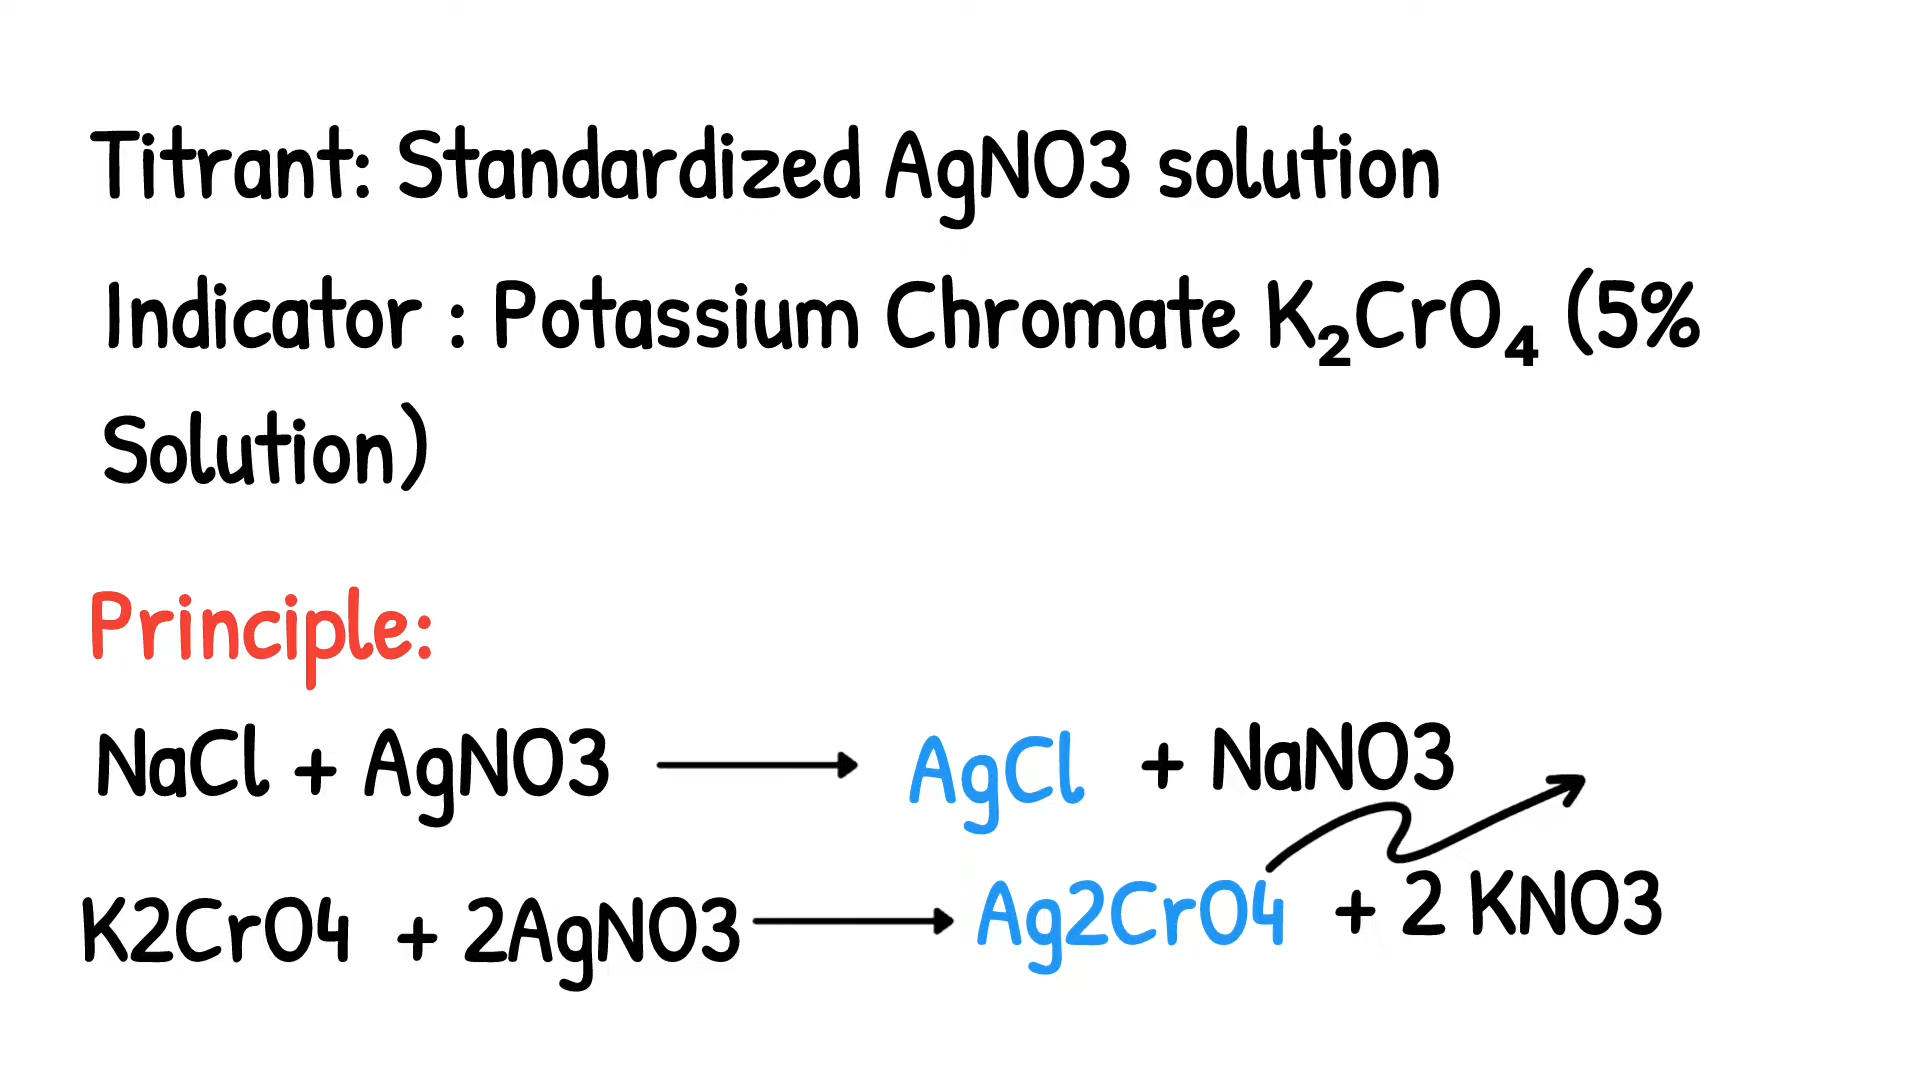 Titrant: Standardized AgNO3 solution
Indicator : Potassium Chromate K₂CrO₄ (5%
Solution)
Principle:
NaCl + AgNO3 → AgCl + NaNO3
K2CrO4 + 2AgNO3 → Ag2CrO4 + 2 KNO3